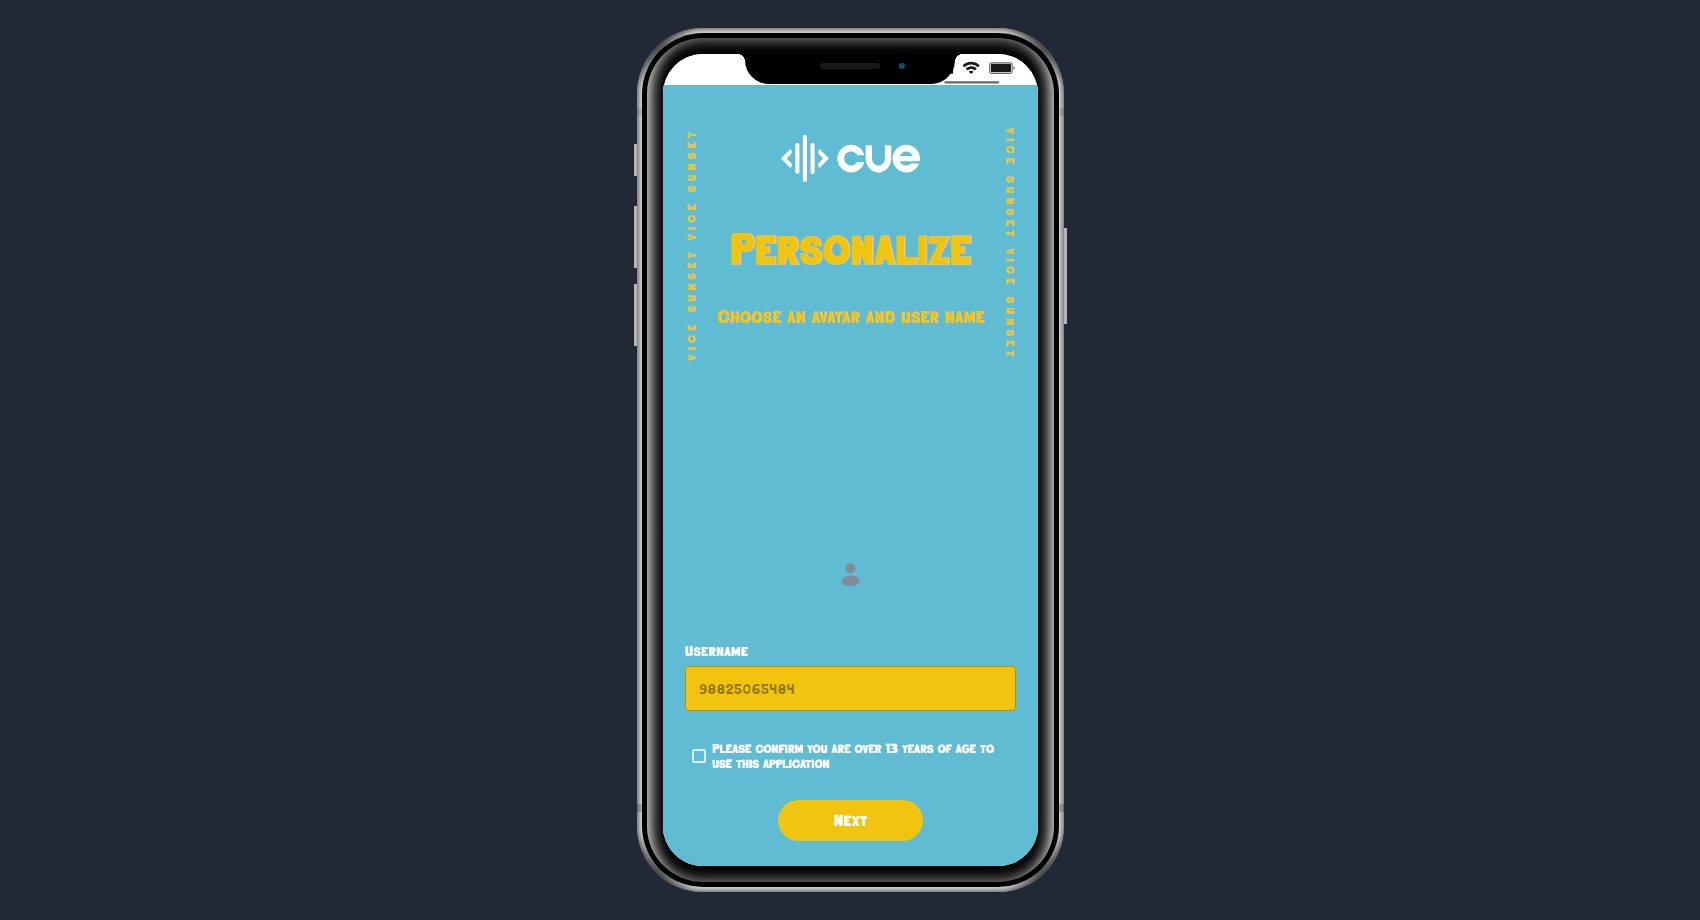 VICE SUNSET VICE SUNSET
cue
VICE SUNSET VICE SUNSET
PERSONALIZE
CHOOSE AN AVATAR AND USER NAME
USERNAME
98825065484
PLEASE CONFIRM YOU ARE OVER 13 YEARS OF AGE TO
USE THIS APPLICATION
NEXT